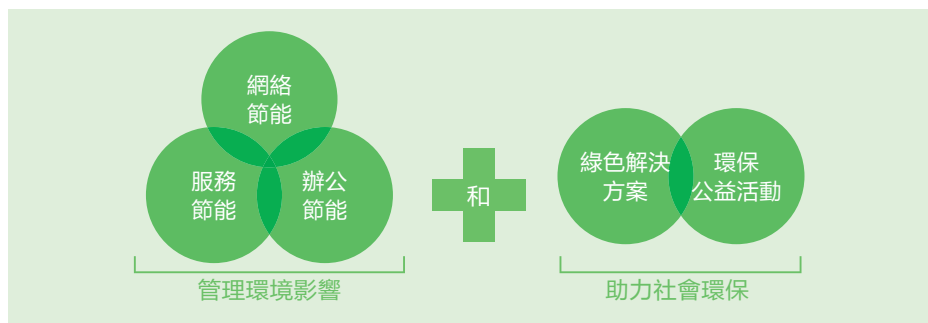 網絡
節能
服務
節能
辦公
節能
管理環境影響
和
綠色解決
方案
環保
公益活動
助力社會環保